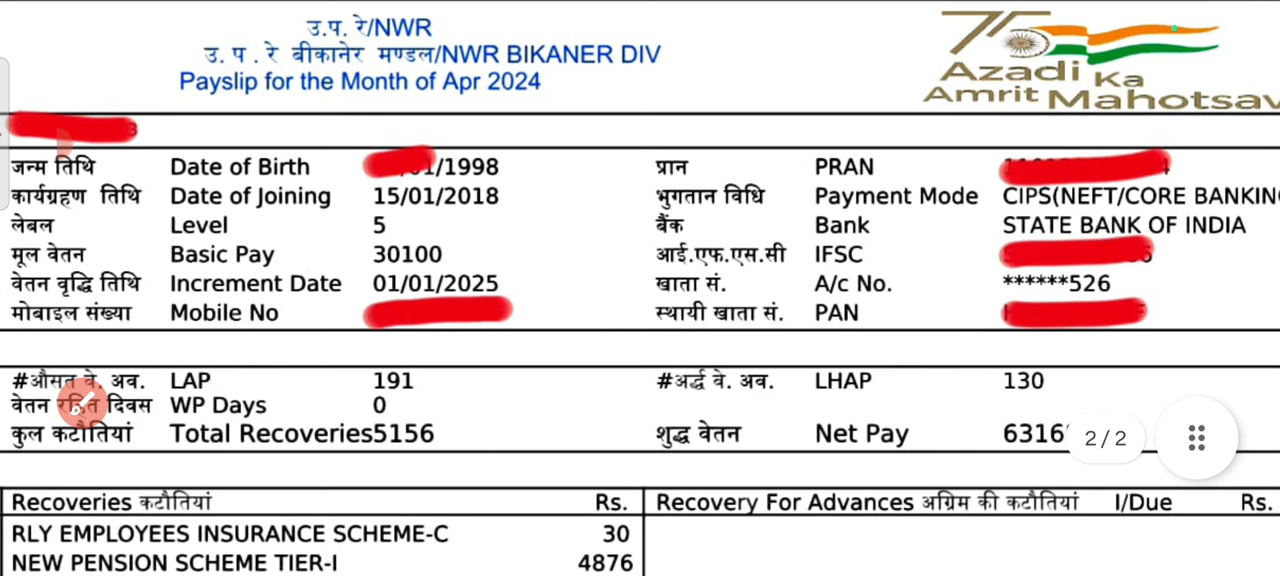 उ.प. रे/NWR
उ. प . रे बीकानेर मण्डल/NWR BIKANER DIV
Payslip for the Month of Apr 2024
75
Azadi Ka
Amrit Mahotsav
जन्म तिथि Date of Birth /1998 प्रान PRAN
कार्यग्रहण तिथि Date of Joining 15/01/2018 भुगतान विधि Payment Mode CIPS(NEFT/CORE BANKING
लेबल Level 5 बैंक Bank STATE BANK OF INDIA
मूल वेतन Basic Pay 30100 आई.एफ.एस.सी IFSC
वेतन वृद्धि तिथि Increment Date 01/01/2025 खाता सं. A/c No. ******526
मोबाइल संख्या Mobile No स्थायी खाता सं. PAN
#औसत वे. अव. LAP 191 #अर्द्ध वे. अव. LHAP 130
वेतन रहित दिवस WP Days 0
कुल कटौतियां Total Recoveries5156 शुद्ध वेतन Net Pay 6316
2/2
Recoveries कटौतियां Rs. Recovery For Advances अग्रिम की कटौतियां I/Due Rs.
RLY EMPLOYEES INSURANCE SCHEME-C 30
NEW PENSION SCHEME TIER-I 4876